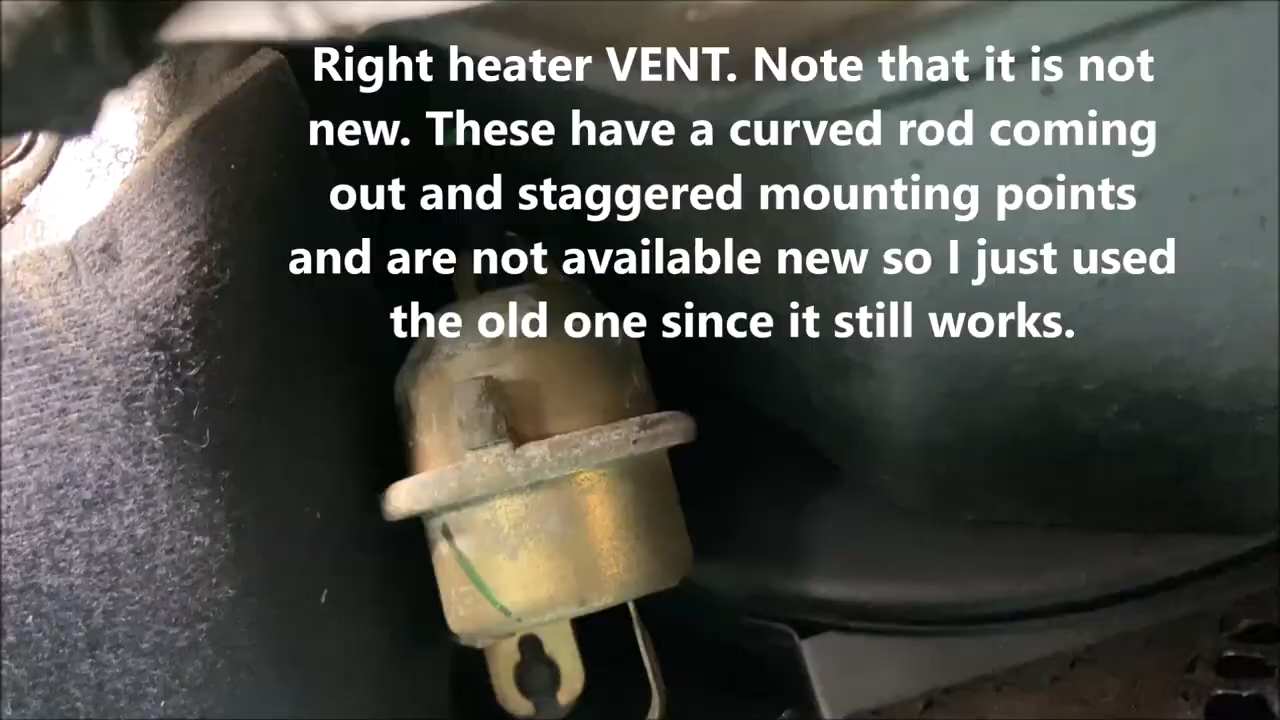 Right heater VENT. Note that it is not
new. These have a curved rod coming
out and staggered mounting points
and are not available new so I just used
the old one since it still works.